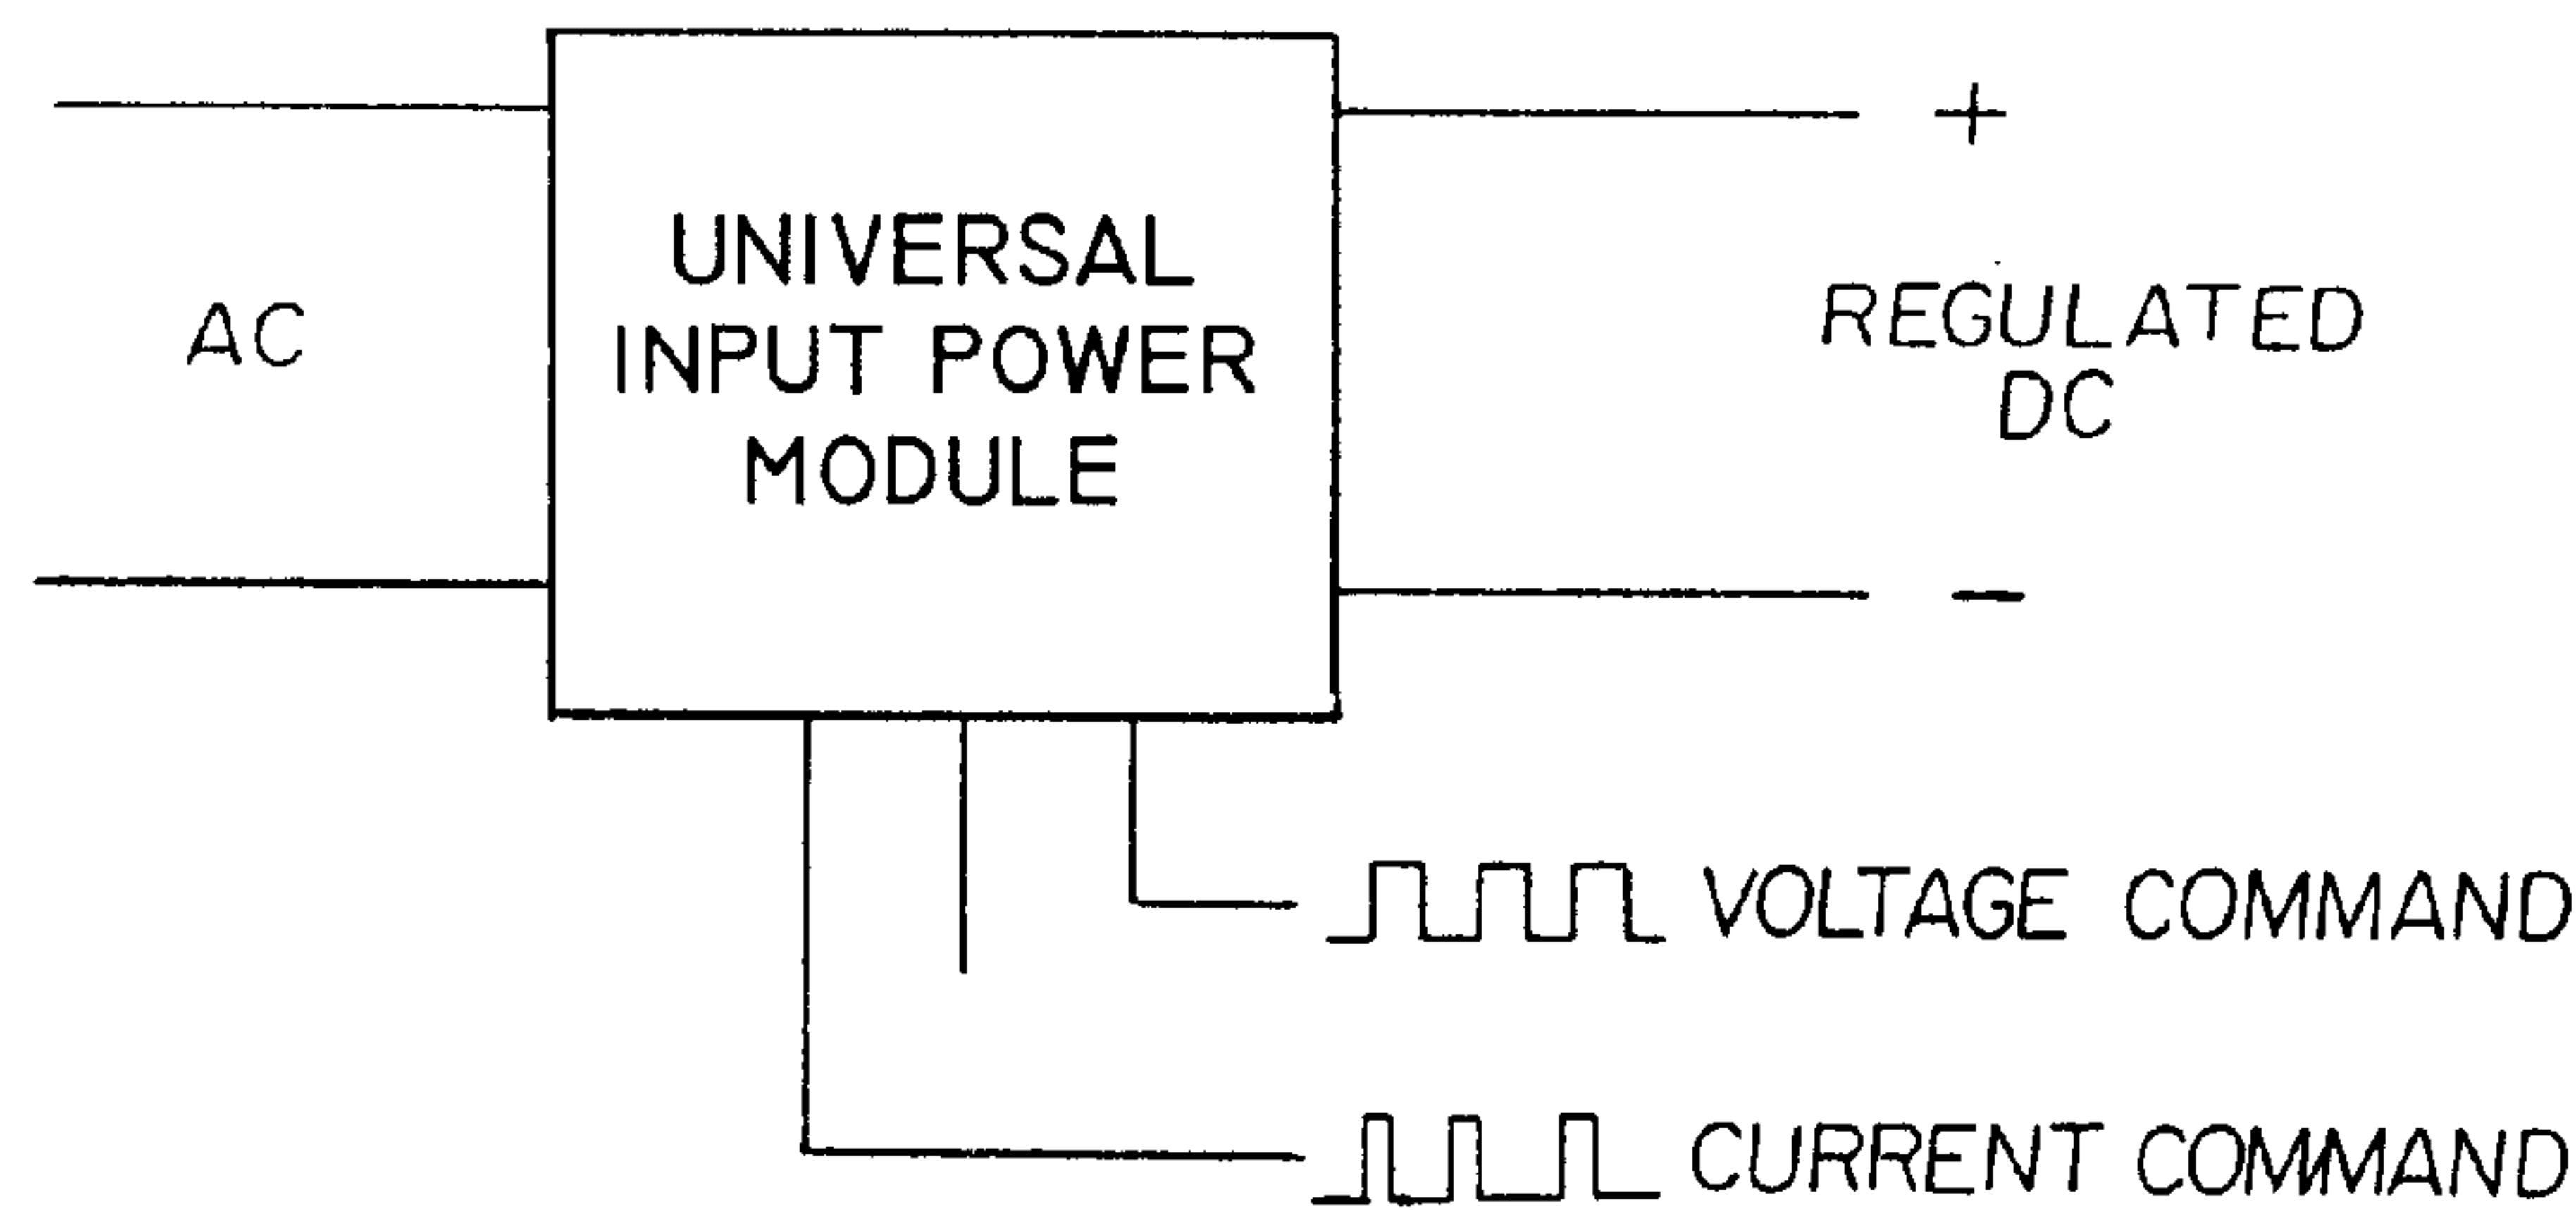 UNIVERSAL
INPUT POWER
MODULE
AC
+
REGULATED
DC
-
VOLTAGE COMMAND
CURRENT COMMAND